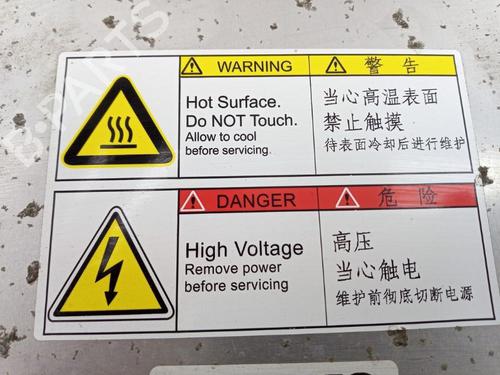 WARNING
Hot Surface.
Do NOT Touch.
Allow to cool
before servicing.
警告
当心高温表面
禁止触摸
待表面冷却后进行维护
DANGER
High Voltage
Remove power
before servicing
危险
高压
当心触电
维护前彻底切断电源
B-PARTS